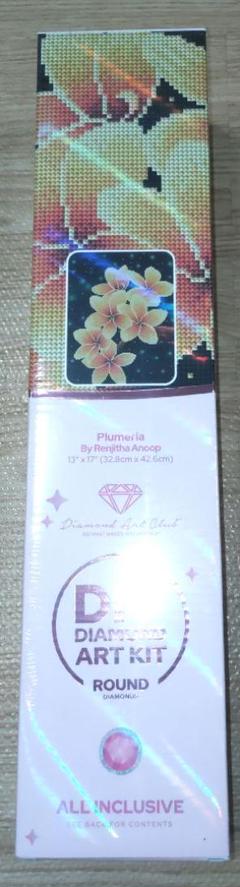 Plumeria
By Renjitha Anoop
13" x 17" (32.8cm x 42.6cm)
Diamond Art Club
DIAMOND
ART KIT
ROUND
DIAMONDS
ALL INCLUSIVE
SEE BACK FOR CONTENTS